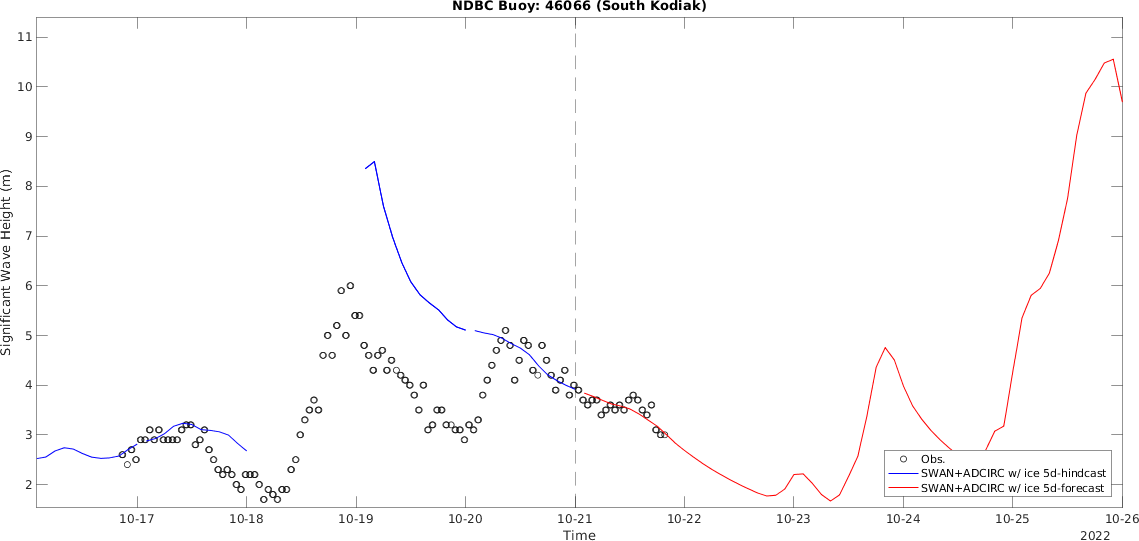 NDBC Buoy: 46066 (South Kodiak)
Significant Wave Height (m)
11
10
9
8
7
6
5
4
3
2
Obs.
SWAN+ADCIRC w/ ice 5d-hindcast
SWAN+ADCIRC w/ ice 5d-forecast
10-17 10-18 10-19 10-20 10-21 10-22 10-23 10-24 10-25 10-26
Time
2022